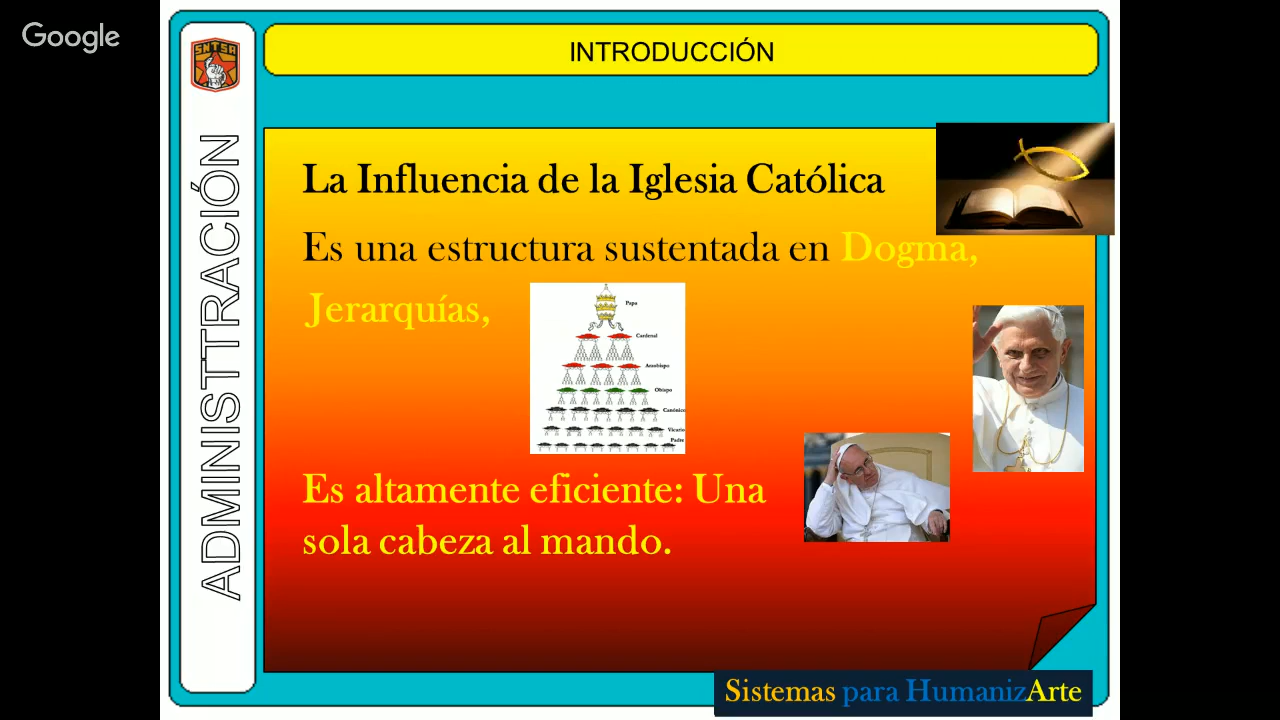 Google
SNTSA
INTRODUCCIÓN
ADMINISTTRACIÓN
La Influencia de la Iglesia Católica
Es una estructura sustentada en Dogma,
Jerarquías,
Papa
Cardenal
Arzobispo
Obispo
Canónico
Vicario
Padre
Es altamente eficiente: Una
sola cabeza al mando.
Sistemas para HumanizArte